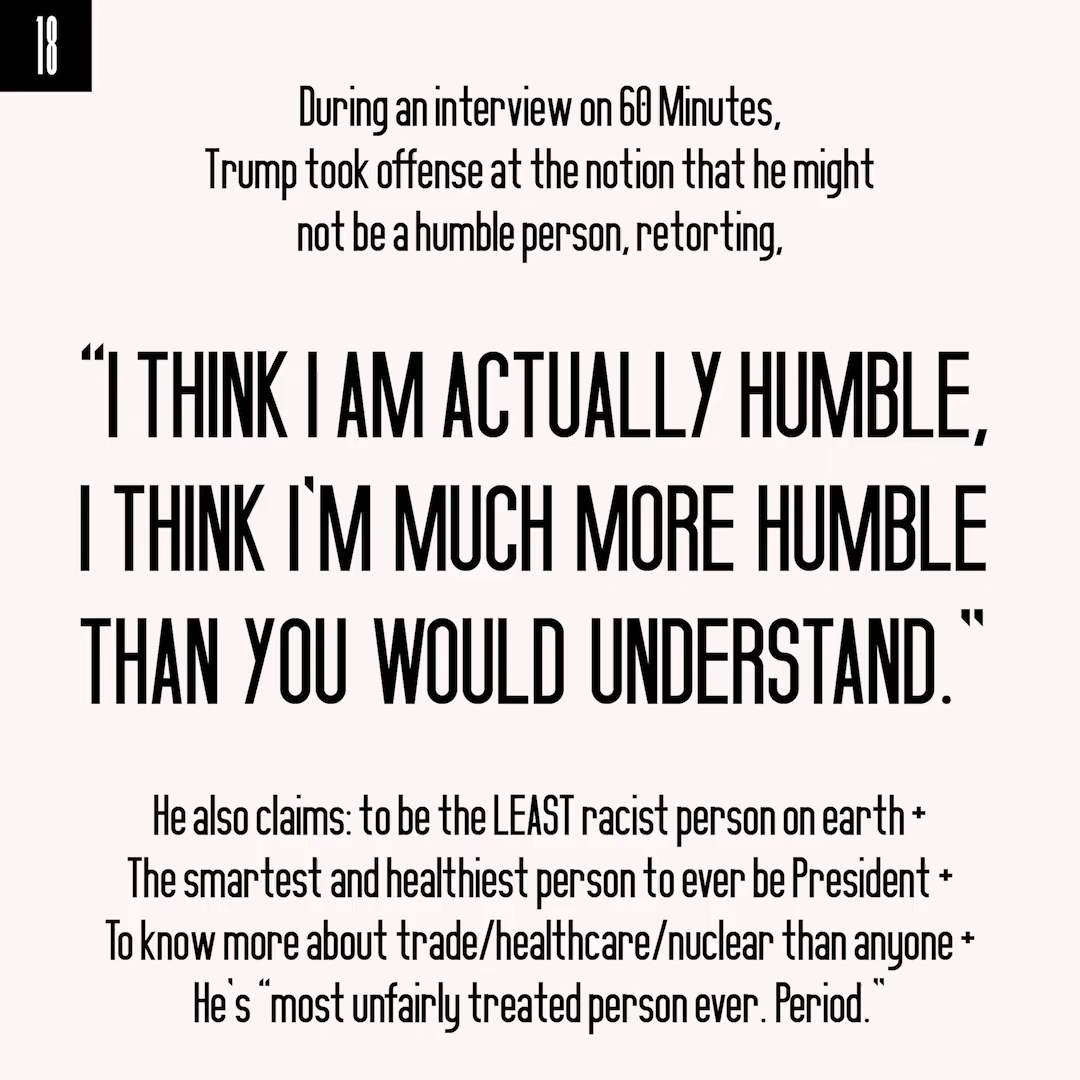 18
During an interview on 60 Minutes,
Trump took offense at the notion that he might
not be a humble person, retorting,
“I THINK I AM ACTUALLY HUMBLE,
I THINK I‵M MUCH MORE HUMBLE
THAN YOU WOULD UNDERSTAND.‶
He also claims: to be the LEAST racist person on earth +
The smartest and healthiest person to ever be President +
To know more about trade/healthcare/nuclear than anyone +
He‵s “most unfairly treated person ever. Period.‶